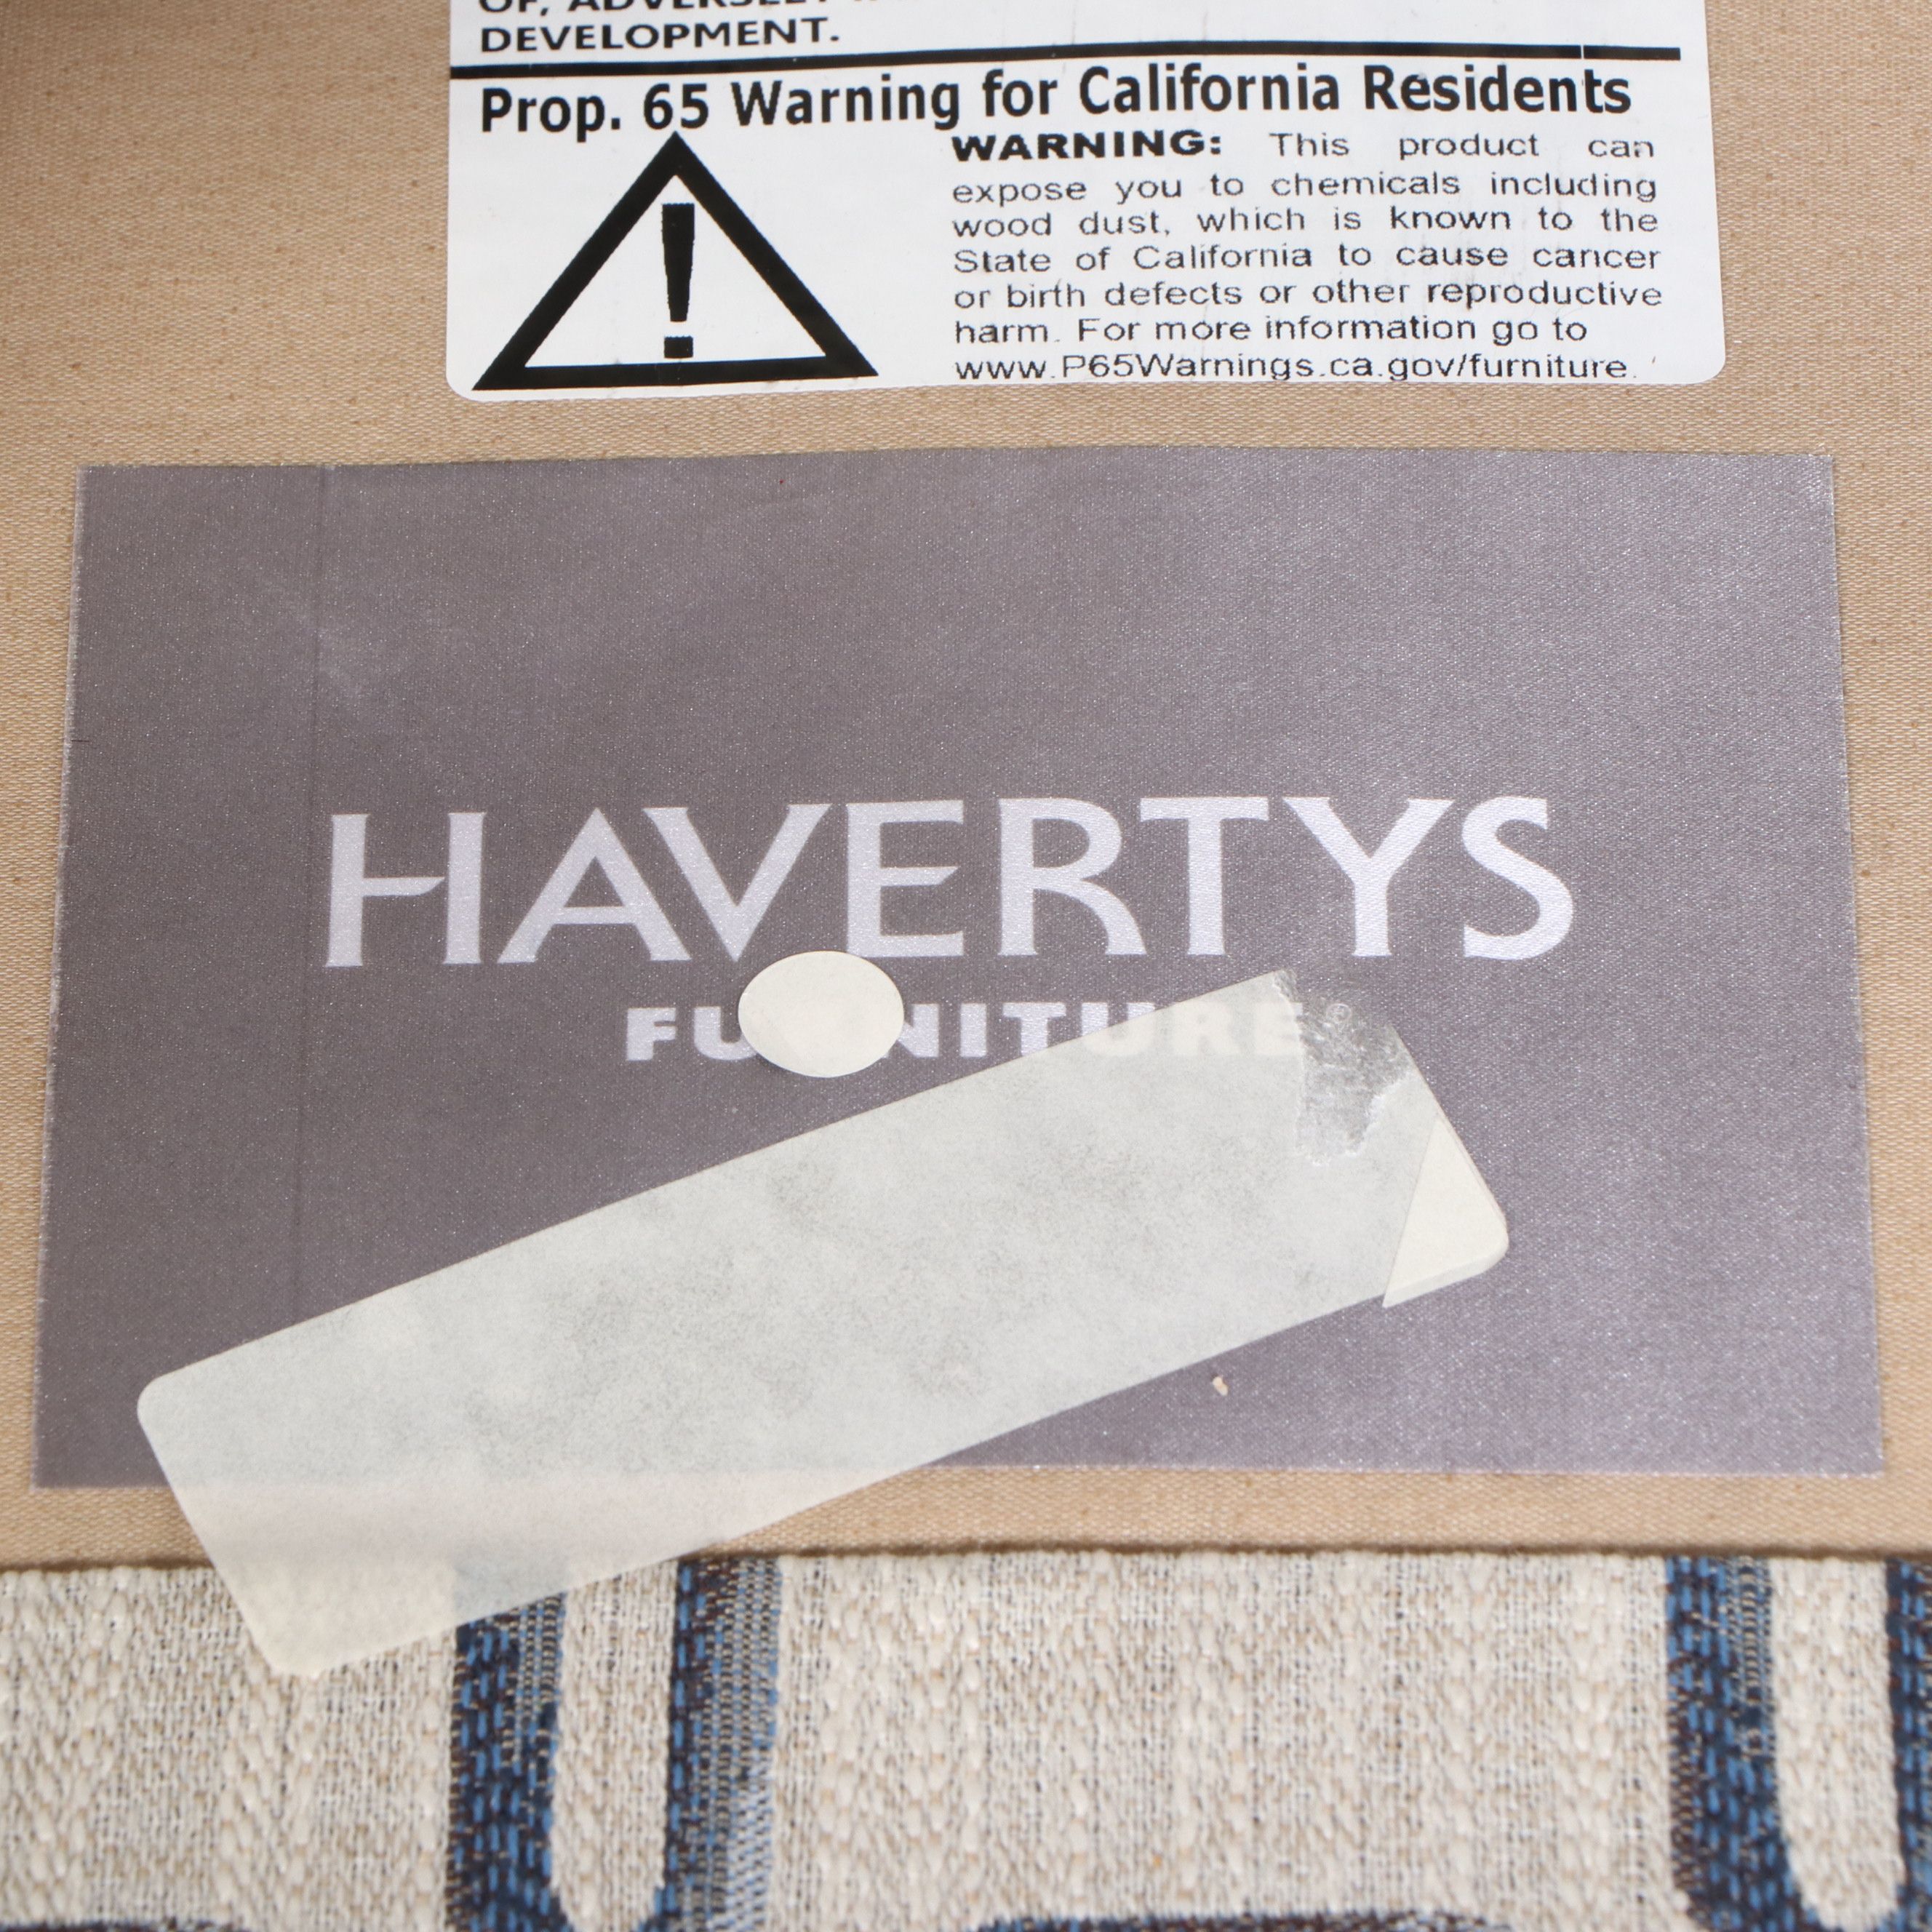 DEVELOPMENT.
Prop. 65 Warning for California Residents
WARNING: This product can
expose you to chemicals including
wood dust, which is known to the
State of California to cause cancer
or birth defects or other reproductive
harm. For more information go to
www.P65Warnings.ca.gov/furniture.
!
HAVERTYS
FURNITURE®